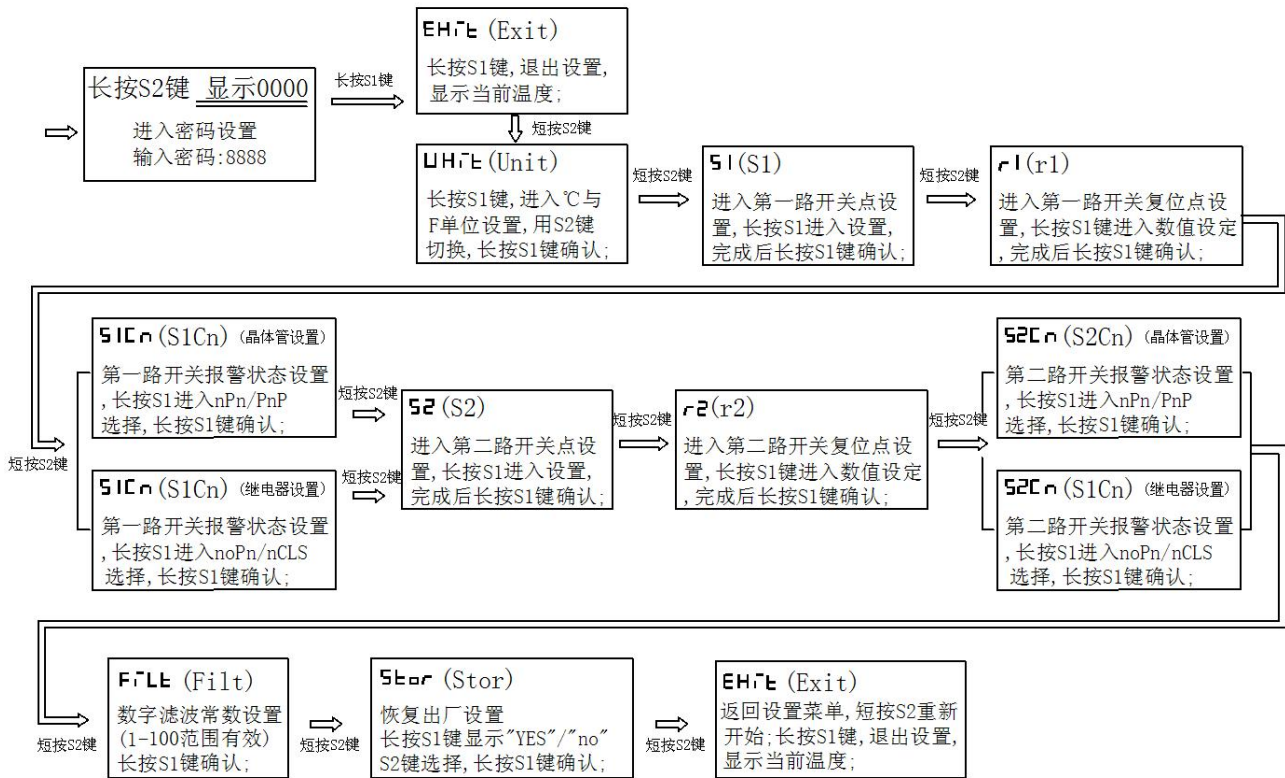 长按S2键 显示0000
进入密码设置
输入密码:8888
长按S1键
EHit (Exit)
长按S1键,退出设置,
显示当前温度;
短按S2键
UHit (Unit)
长按S1键,进入℃与
F单位设置,用S2键
切换,长按S1键确认;
短按S2键
S1(S1)
进入第一路开关点设
置,长按S1进入设置,
完成后长按S1键确认;
短按S2键
r1(r1)
进入第一路开关复位点设
置,长按S1键进入数值设定
,完成后长按S1键确认;
短按S2键
S1Cn(S1Cn) (晶体管设置)
第一路开关报警状态设置
,长按S1进入nPn/PnP
选择,长按S1键确认;
S1Cn(S1Cn) (继电器设置)
第一路开关报警状态设置
,长按S1进入noPn/nCLS
选择,长按S1键确认;
短按S2键
短按S2键
S2(S2)
进入第二路开关点设
置,长按S1进入设置,
完成后长按S1键确认;
短按S2键
r2(r2)
进入第二路开关复位点设
置,长按S1键进入数值设定
,完成后长按S1键确认;
短按S2键
S2Cn(S2Cn) (晶体管设置)
第二路开关报警状态设置
,长按S1进入nPn/PnP
选择,长按S1键确认;
S2Cn(S1Cn) (继电器设置)
第二路开关报警状态设置
,长按S1进入noPn/nCLS
选择,长按S1键确认;
短按S2键
FiLt (Filt)
数字滤波常数设置
(1-100范围有效)
长按S1键确认;
短按S2键
Stor (Stor)
恢复出厂设置
长按S1键显示"YES"/"no"
S2键选择,长按S1键确认;
短按S2键
EHit (Exit)
返回设置菜单,短按S2重新
开始;长按S1键,退出设置,
显示当前温度;